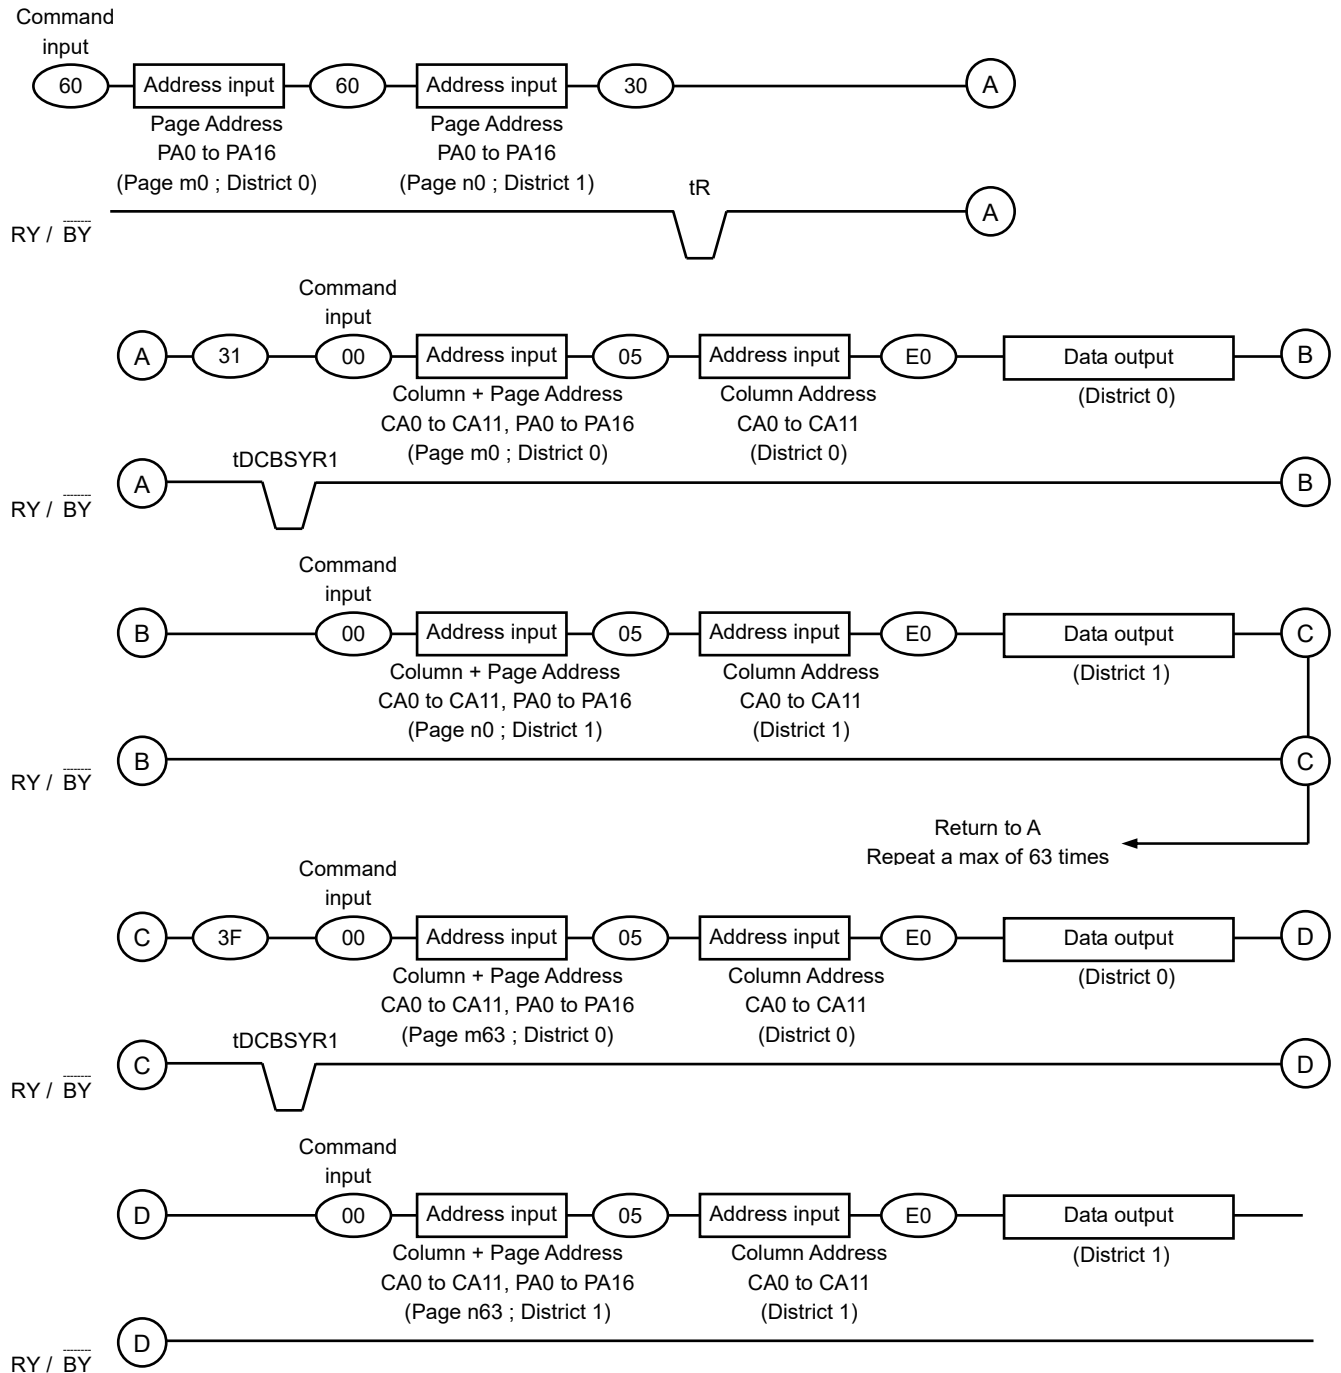 Command
input
60 Address input 60 Address input 30 A
Page Address Page Address
PA0 to PA16 PA0 to PA16
(Page m0 ; District 0) (Page n0 ; District 1)
tR
A
RY / BY
Command
input
A 31 00 Address input 05 Address input E0 Data output B
Column + Page Address Column Address (District 0)
CA0 to CA11, PA0 to PA16 CA0 to CA11
(Page m0 ; District 0) (District 0)
tDCBSYR1
A B
RY / BY
Command
input
B 00 Address input 05 Address input E0 Data output C
Column + Page Address Column Address (District 1)
CA0 to CA11, PA0 to PA16 CA0 to CA11
(Page n0 ; District 1) (District 1)
B C
RY / BY
Return to A
Repeat a max of 63 times
Command
input
C 3F 00 Address input 05 Address input E0 Data output D
Column + Page Address Column Address (District 0)
CA0 to CA11, PA0 to PA16 CA0 to CA11
(Page m63 ; District 0) (District 0)
tDCBSYR1
C D
RY / BY
Command
input
D 00 Address input 05 Address input E0 Data output
Column + Page Address Column Address (District 1)
CA0 to CA11, PA0 to PA16 CA0 to CA11
(Page n63 ; District 1) (District 1)
D
RY / BY